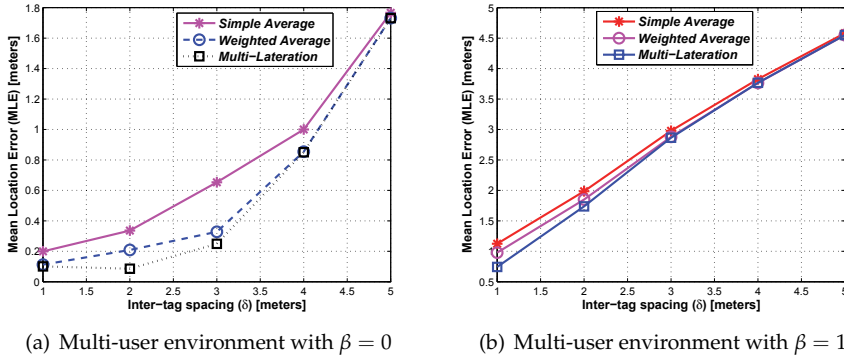 Mean Location Error (MLE) [meters]
1.8
1.6
1.4
1.2
1
0.8
0.6
0.4
0.2
0
Simple Average
Weighted Average
Multi−Lateration
1 1.5 2 2.5 3 3.5 4 4.5 5
Inter-tag spacing (δ) [meters]
(a) Multi-user environment with β = 0
Mean Location Error (MLE) [meters]
5
4.5
4
3.5
3
2.5
2
1.5
1
0.5
Simple Average
Weighted Average
Multi−Lateration
1 1.5 2 2.5 3 3.5 4 4.5 5
Inter-tag spacing (δ) [meters]
(b) Multi-user environment with β = 1